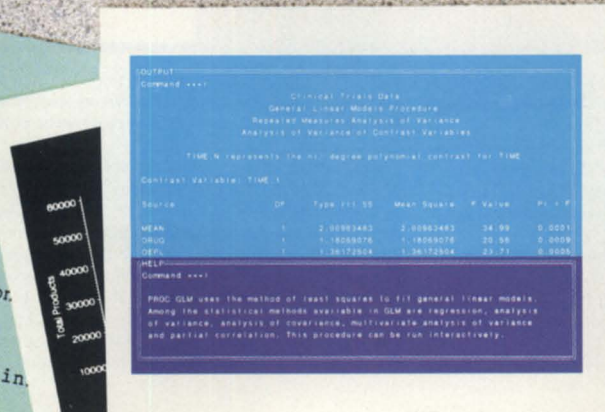 OUTPUT
Command ===>
Clinical Trials Data
General Linear Models Procedure
Repeated Measures Analysis of Variance
Analysis of Variance of Contrast Variables
TIME.N represents the nth degree polynomial contrast for TIME
Contrast Variable: TIME.1
Source DF Type III SS Mean Square F Value Pr > F
MEAN 1 2.00983483 34.99 0.0001
DRUG 1 1.18069076 1.18069076 20.56 0.0009
DEPL 1 1.36172504 1.36172504 23.71 0.0005
HELP
Command ===>
PROC GLM uses the method of least squares to fit general linear models.
Among the statistical methods available in GLM are regression, analysis
of variance, analysis of covariance, multivariate analysis of variance
and partial correlation. This procedure can be run interactively.
60000
50000
40000
30000
20000
10000
Total Products
on
in